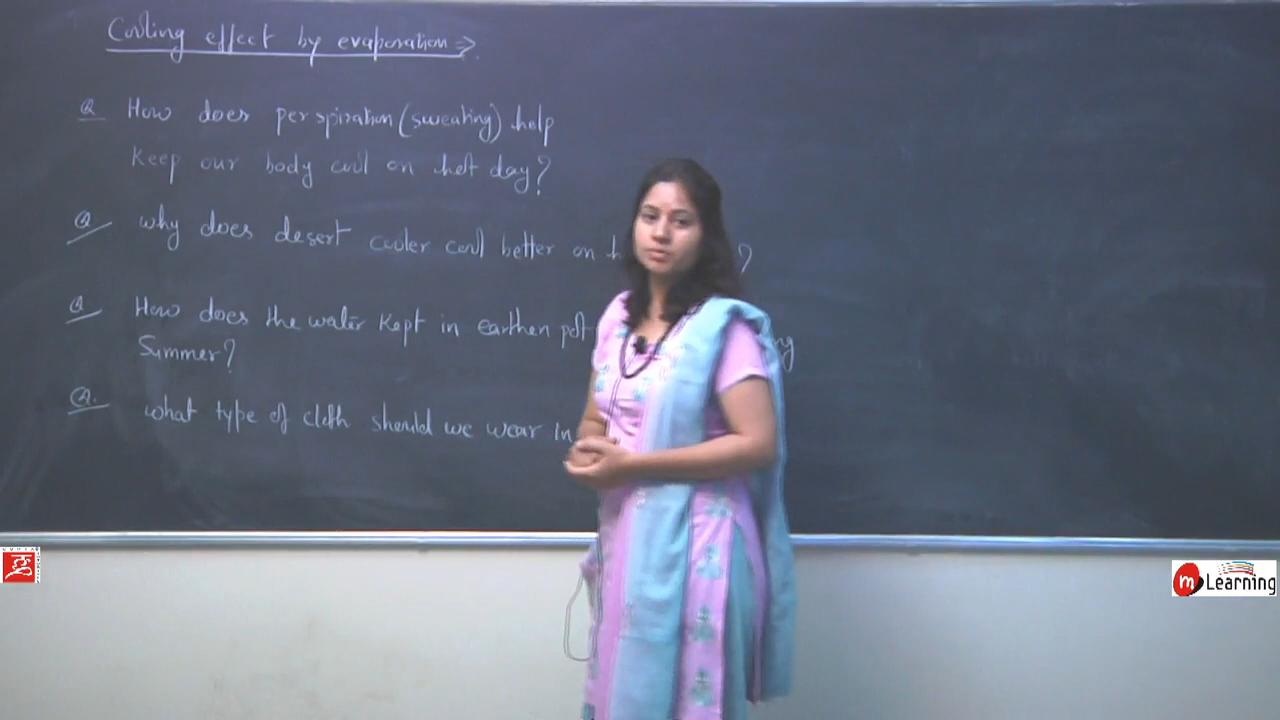 Cooling effect by evaporation ⇒
Q How does perspiration (sweating) help
keep our body cool on hot day?
Q why does desert cooler cool better on h ?
Q How does the water kept in earthen pot ng
Summer?
Q. what type of cloth should we wear in
m Learning